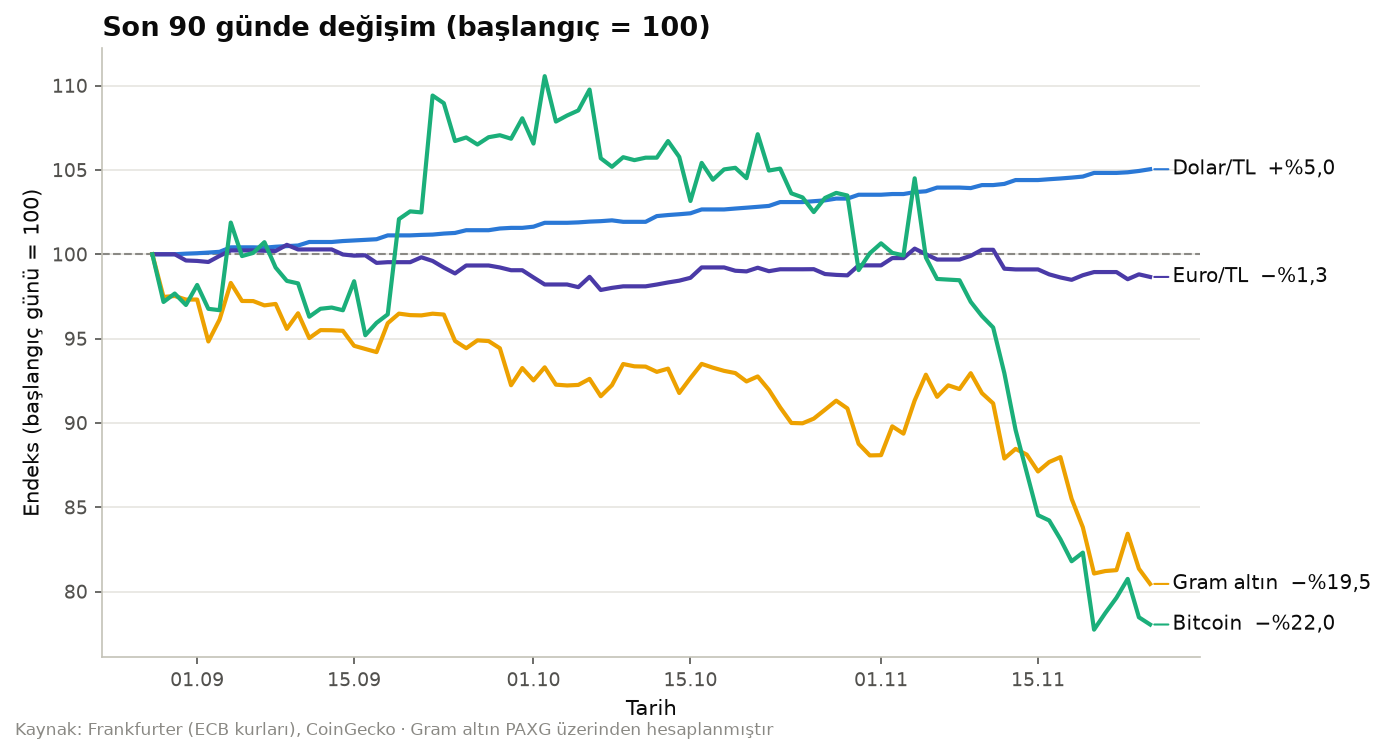 Son 90 günde değişim (başlangıç = 100)
Endeks (başlangıç günü = 100)
110
105
100
95
90
85
80
Dolar/TL +%5,0
Euro/TL −%1,3
Gram altın −%19,5
Bitcoin −%22,0
01.09 15.09 01.10 15.10 01.11 15.11
Tarih
Kaynak: Frankfurter (ECB kurları), CoinGecko · Gram altın PAXG üzerinden hesaplanmıştır